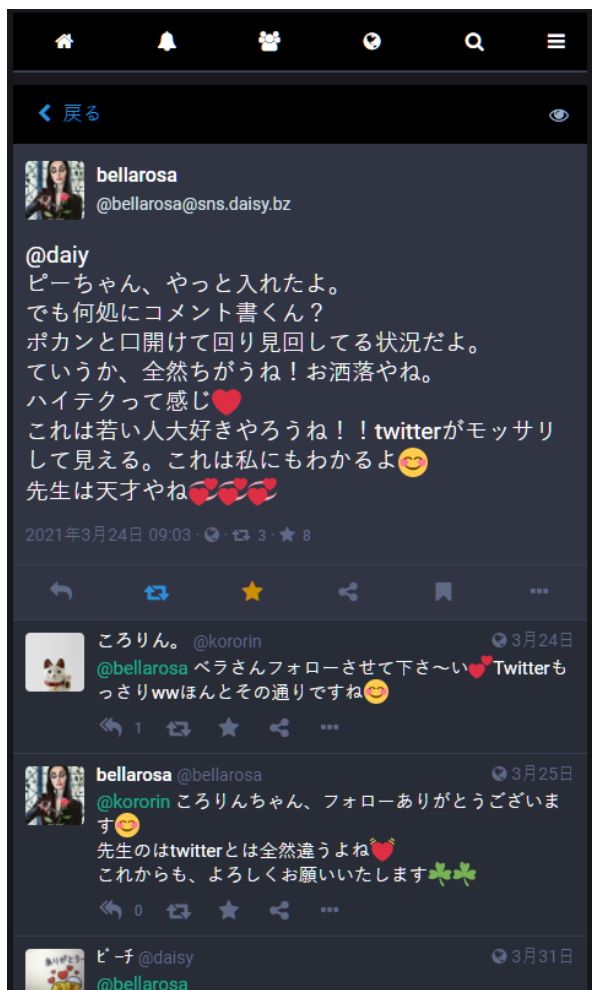 戻る
bellarosa
@bellarosa@sns.daisy.bz
@daiy
ピーちゃん、やっと入れたよ。
でも何処にコメント書くん？
ポカンと口開けて回り見回してる状況だよ。
ていうか、全然ちがうね！お洒落やね。
ハイテクって感じ❤️
これは若い人大好きやろうね！！twitterがモッサリ
して見える。これは私にもわかるよ😊
先生は天才やね💞💞💞
2021年3月24日 09:03 · · 3 · 8
ころりん。 @kororin 3月24日
@bellarosa ベラさんフォローさせて下さ〜い💕Twitterも
っさりwwほんとその通りですね😊
1
bellarosa @bellarosa 3月25日
@kororin ころりんちゃん、フォローありがとうございま
す😊
先生のはtwitterとは全然違うよね💓
これからも、よろしくお願いいたします☘️☘️
0
ありがとう
ﾋﾟｰﾁ @daisy 3月31日
@bellarosa